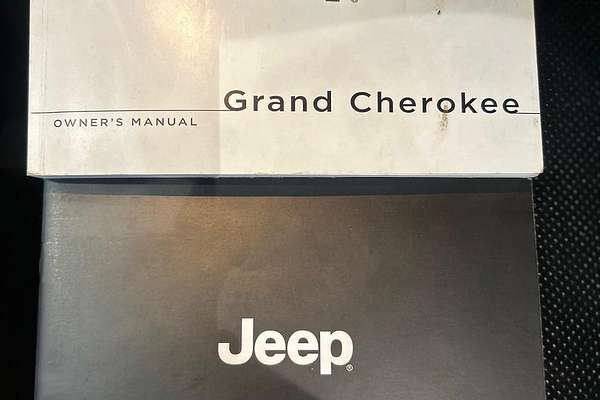 Grand Cherokee
OWNER'S MANUAL
Jeep®